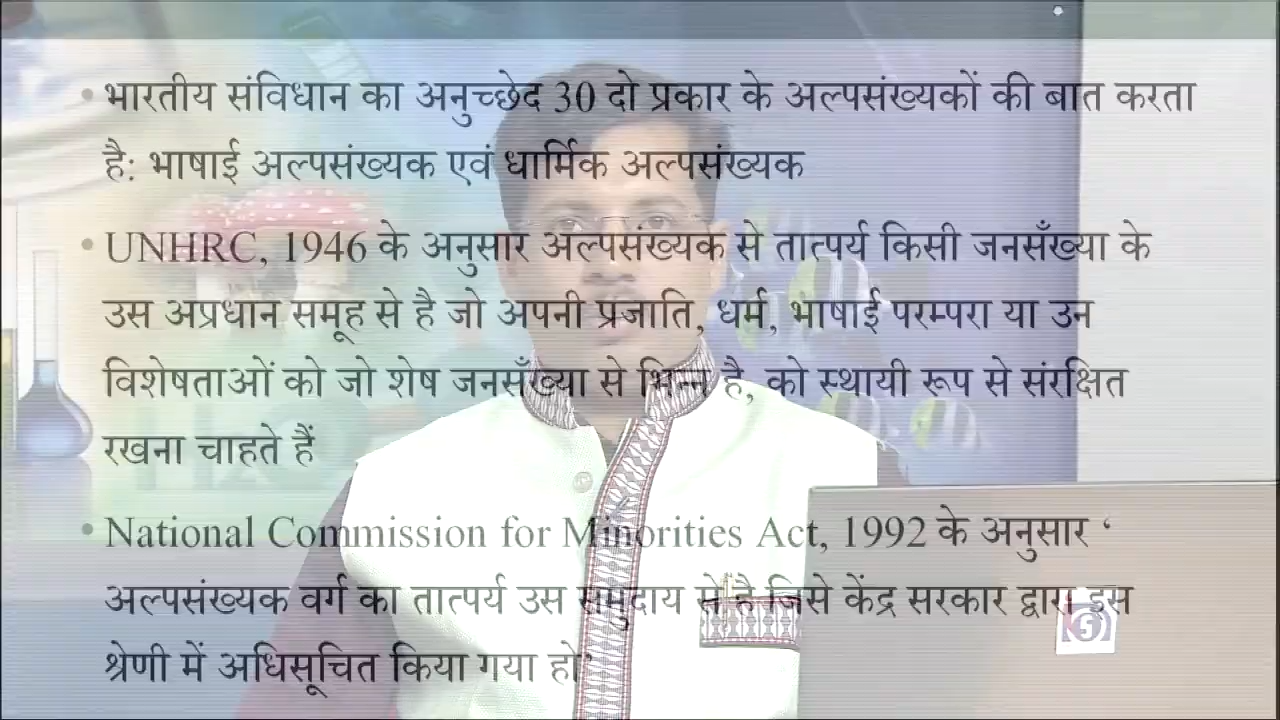 • भारतीय संविधान का अनुच्छेद 30 दो प्रकार के अल्पसंख्यकों की बात करता
है: भाषाई अल्पसंख्यक एवं धार्मिक अल्पसंख्यक
• UNHRC, 1946 के अनुसार अल्पसंख्यक से तात्पर्य किसी जनसँख्या के
उस अप्रधान समूह से है जो अपनी प्रजाति, धर्म, भाषाई परम्परा या उन
विशेषताओं को जो शेष जनसँख्या से भिन्न है, को स्थायी रूप से संरक्षित
रखना चाहते हैं
• National Commission for Minorities Act, 1992 के अनुसार ‘
अल्पसंख्यक वर्ग का तात्पर्य उस समुदाय से है जिसे केंद्र सरकार द्वारा इस
श्रेणी में अधिसूचित किया गया हो’
5